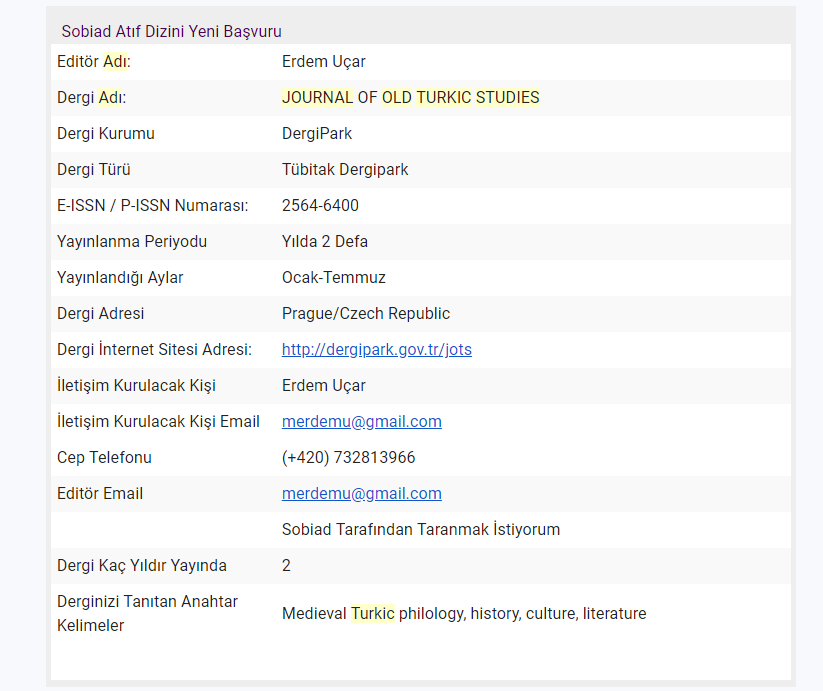 Sobiad Atıf Dizini Yeni Başvuru
Editör Adı: Erdem Uçar
Dergi Adı: JOURNAL OF OLD TURKIC STUDIES
Dergi Kurumu DergiPark
Dergi Türü Tübitak Dergipark
E-ISSN / P-ISSN Numarası: 2564-6400
Yayınlanma Periyodu Yılda 2 Defa
Yayınlandığı Aylar Ocak-Temmuz
Dergi Adresi Prague/Czech Republic
Dergi İnternet Sitesi Adresi: http://dergipark.gov.tr/jots
İletişim Kurulacak Kişi Erdem Uçar
İletişim Kurulacak Kişi Email merdemu@gmail.com
Cep Telefonu (+420) 732813966
Editör Email merdemu@gmail.com
Sobiad Tarafından Taranmak İstiyorum
Dergi Kaç Yıldır Yayında 2
Derginizi Tanıtan Anahtar
Kelimeler
Medieval Turkic philology, history, culture, literature